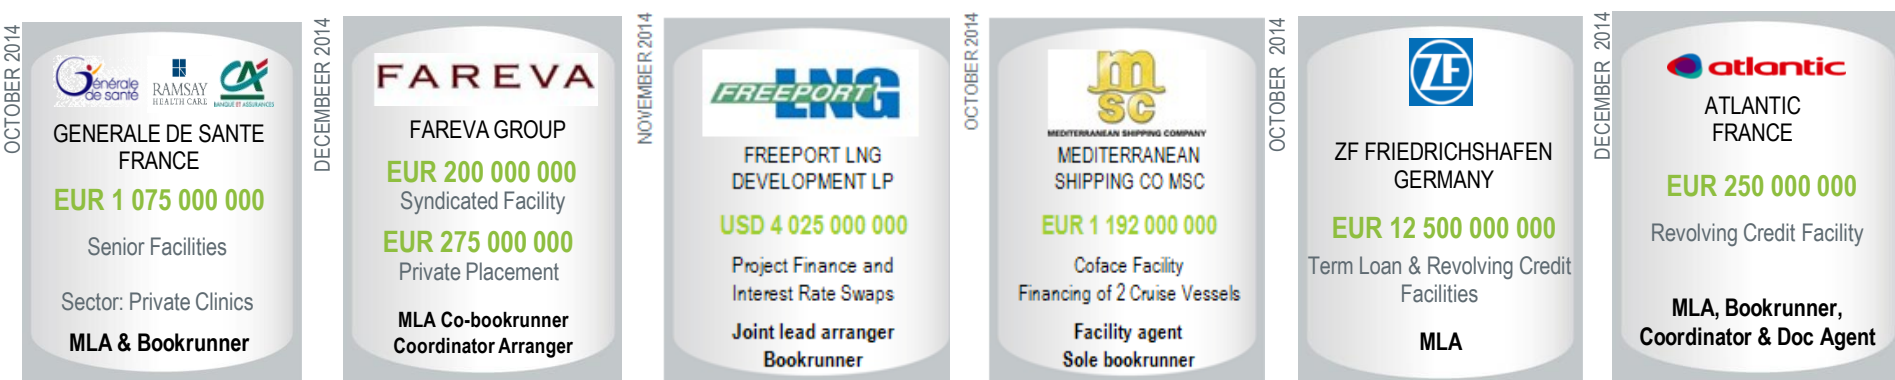 OCTOBER 2014
Générale
de santé
RAMSAY
HEALTH CARE
CA
BANQUE ET ASSURANCES
GENERALE DE SANTE
FRANCE
EUR 1 075 000 000
Senior Facilities
Sector: Private Clinics
MLA & Bookrunner
DECEMBEER 2014
FAREVA
FAREVA GROUP
EUR 200 000 000
Syndicated Facility
EUR 275 000 000
Private Placement
MLA Co-bookrunner
Coordinator Arranger
NOVEMBER 2014
FREEPORT LNG
FREEPORT LNG
DEVELOPMENT LP
USD 4 025 000 000
Project Finance and
Interest Rate Swaps
Joint lead arranger
Bookrunner
OCTOBER 2014
m
SC
MEDITERRANEAN SHIPPING COMPANY
MEDITERRANEAN
SHIPPING CO MSC
EUR 1 192 000 000
Coface Facility
Financing of 2 Cruise Vessels
Facility agent
Sole bookrunner
OCTOBER 2014
ZF
ZF FRIEDRICHSHAFEN
GERMANY
EUR 12 500 000 000
Term Loan & Revolving Credit
Facilities
MLA
DECEMBER 2014
atlantic
ATLANTIC
FRANCE
EUR 250 000 000
Revolving Credit Facility
MLA, Bookrunner,
Coordinator & Doc Agent